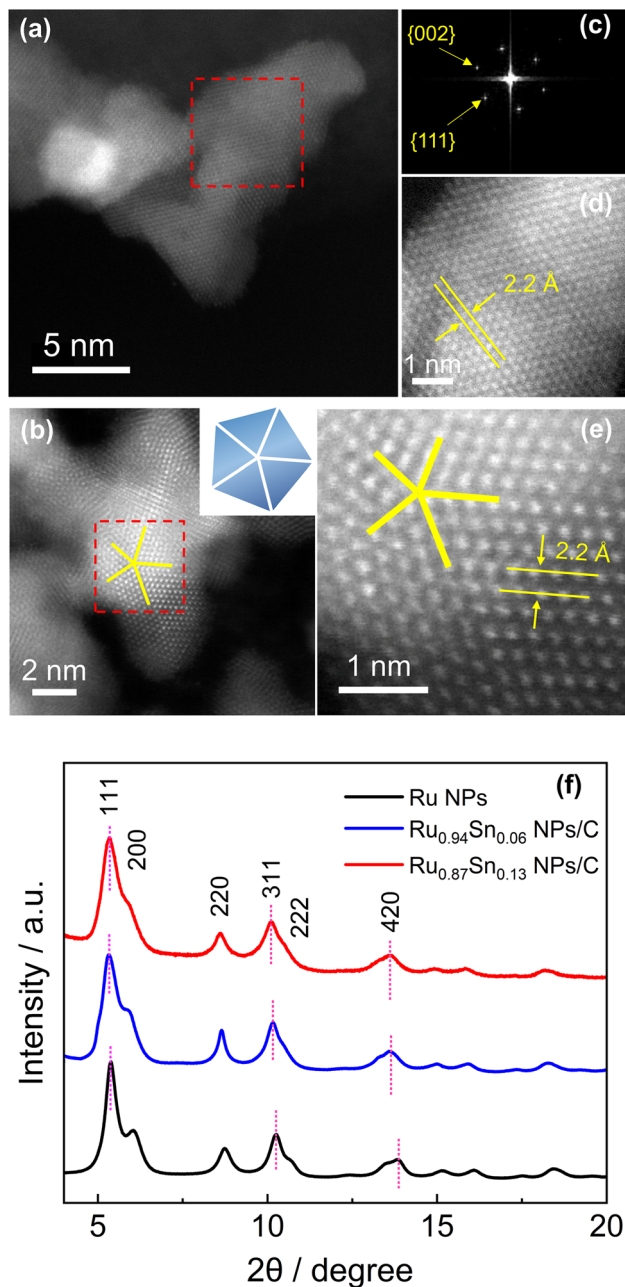 (a)
5 nm
(c)
{002}
{111}
(d)
2.2 Å
1 nm
(b)
2 nm
(e)
2.2 Å
1 nm
(f)
Ru NPs
Ru₀.₉₄Sn₀.₀₆ NPs/C
Ru₀.₈₇Sn₀.₁₃ NPs/C
111
200
220
311
222
420
Intensity / a.u.
5
10
15
20
2θ / degree